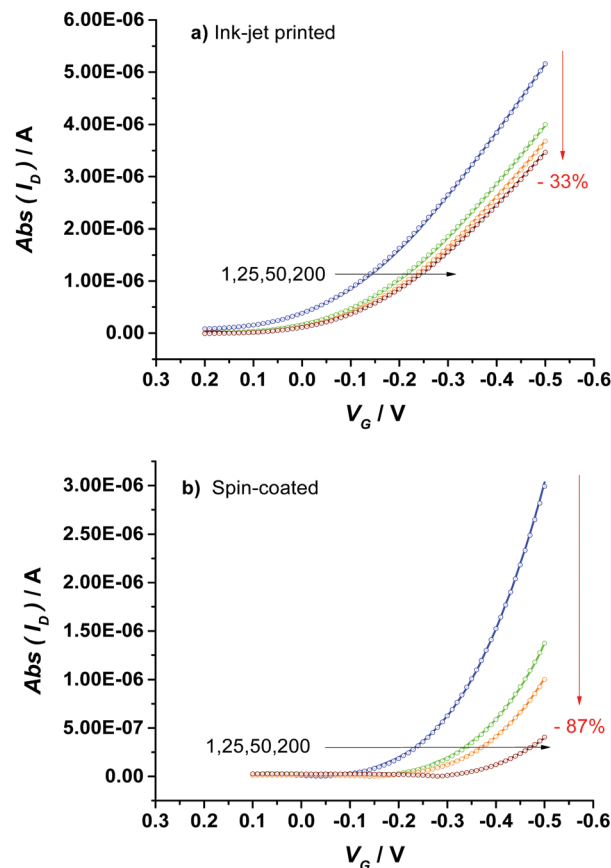 a) Ink-jet printed
6.00E-06
5.00E-06
4.00E-06
3.00E-06
2.00E-06
1.00E-06
0.00
Abs ( I_D ) / A
- 33%
1,25,50,200
0.3 0.2 0.1 0.0 -0.1 -0.2 -0.3 -0.4 -0.5 -0.6
V_G / V
b) Spin-coated
3.00E-06
2.50E-06
2.00E-06
1.50E-06
1.00E-06
5.00E-07
0.00
Abs ( I_D ) / A
- 87%
1,25,50,200
0.3 0.2 0.1 0.0 -0.1 -0.2 -0.3 -0.4 -0.5 -0.6
V_G / V